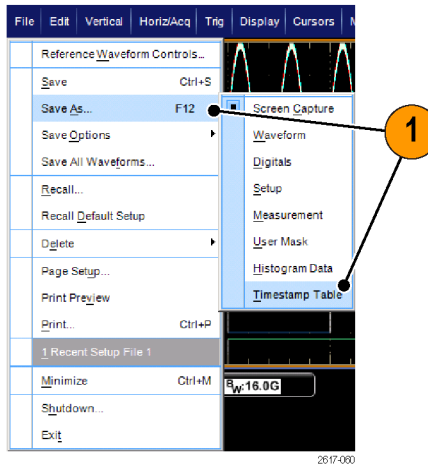 File Edit Vertical Horiz/Acq Trig Display Cursors
Reference Waveform Controls...
Save Ctrl+S
Save As... F12
Save Options
Save All Waveforms...
Recall...
Recall Default Setup
Delete
Page Setup...
Print Preview
Print... Ctrl+P
1 Recent Setup File 1
Minimize Ctrl+M
Shutdown...
Exit
Screen Capture
Waveform
Digitals
Setup
Measurement
User Mask
Histogram Data
Timestamp Table
1
BW:16.0G
2617-060